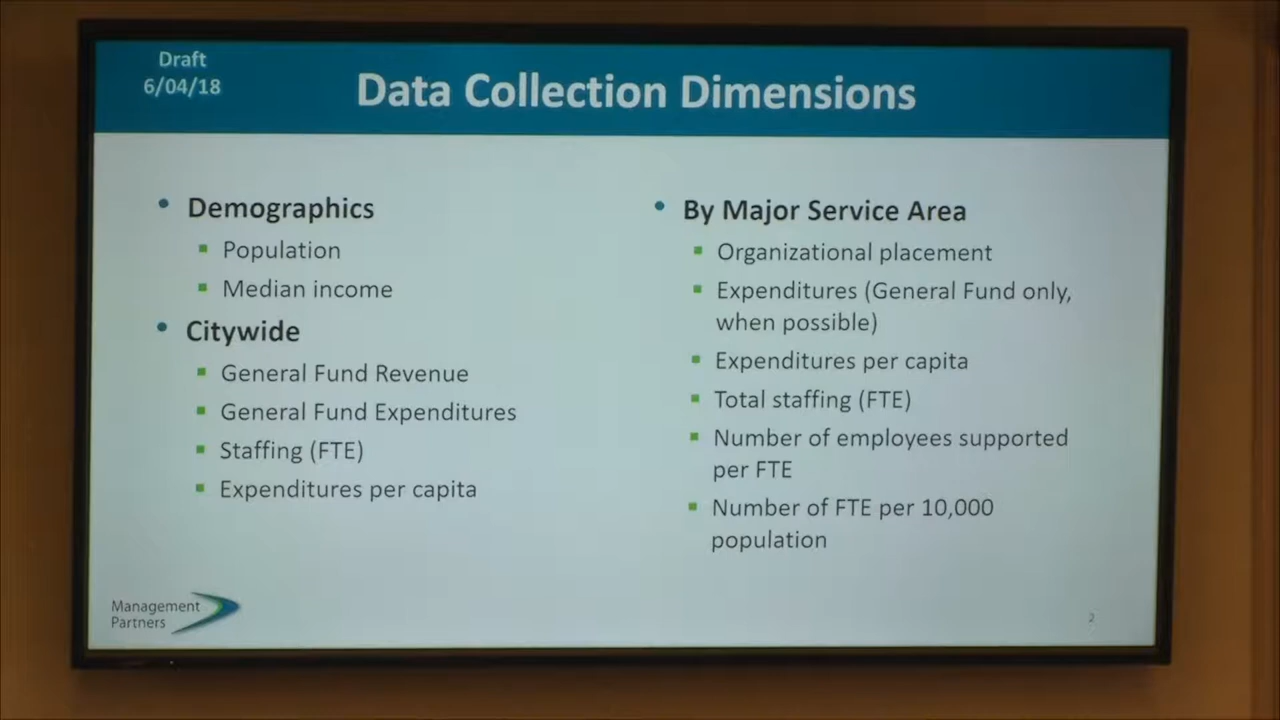 Draft
6/04/18
Data Collection Dimensions
• Demographics
▪ Population
▪ Median income
• Citywide
▪ General Fund Revenue
▪ General Fund Expenditures
▪ Staffing (FTE)
▪ Expenditures per capita
• By Major Service Area
▪ Organizational placement
▪ Expenditures (General Fund only,
when possible)
▪ Expenditures per capita
▪ Total staffing (FTE)
▪ Number of employees supported
per FTE
▪ Number of FTE per 10,000
population
Management
Partners
2